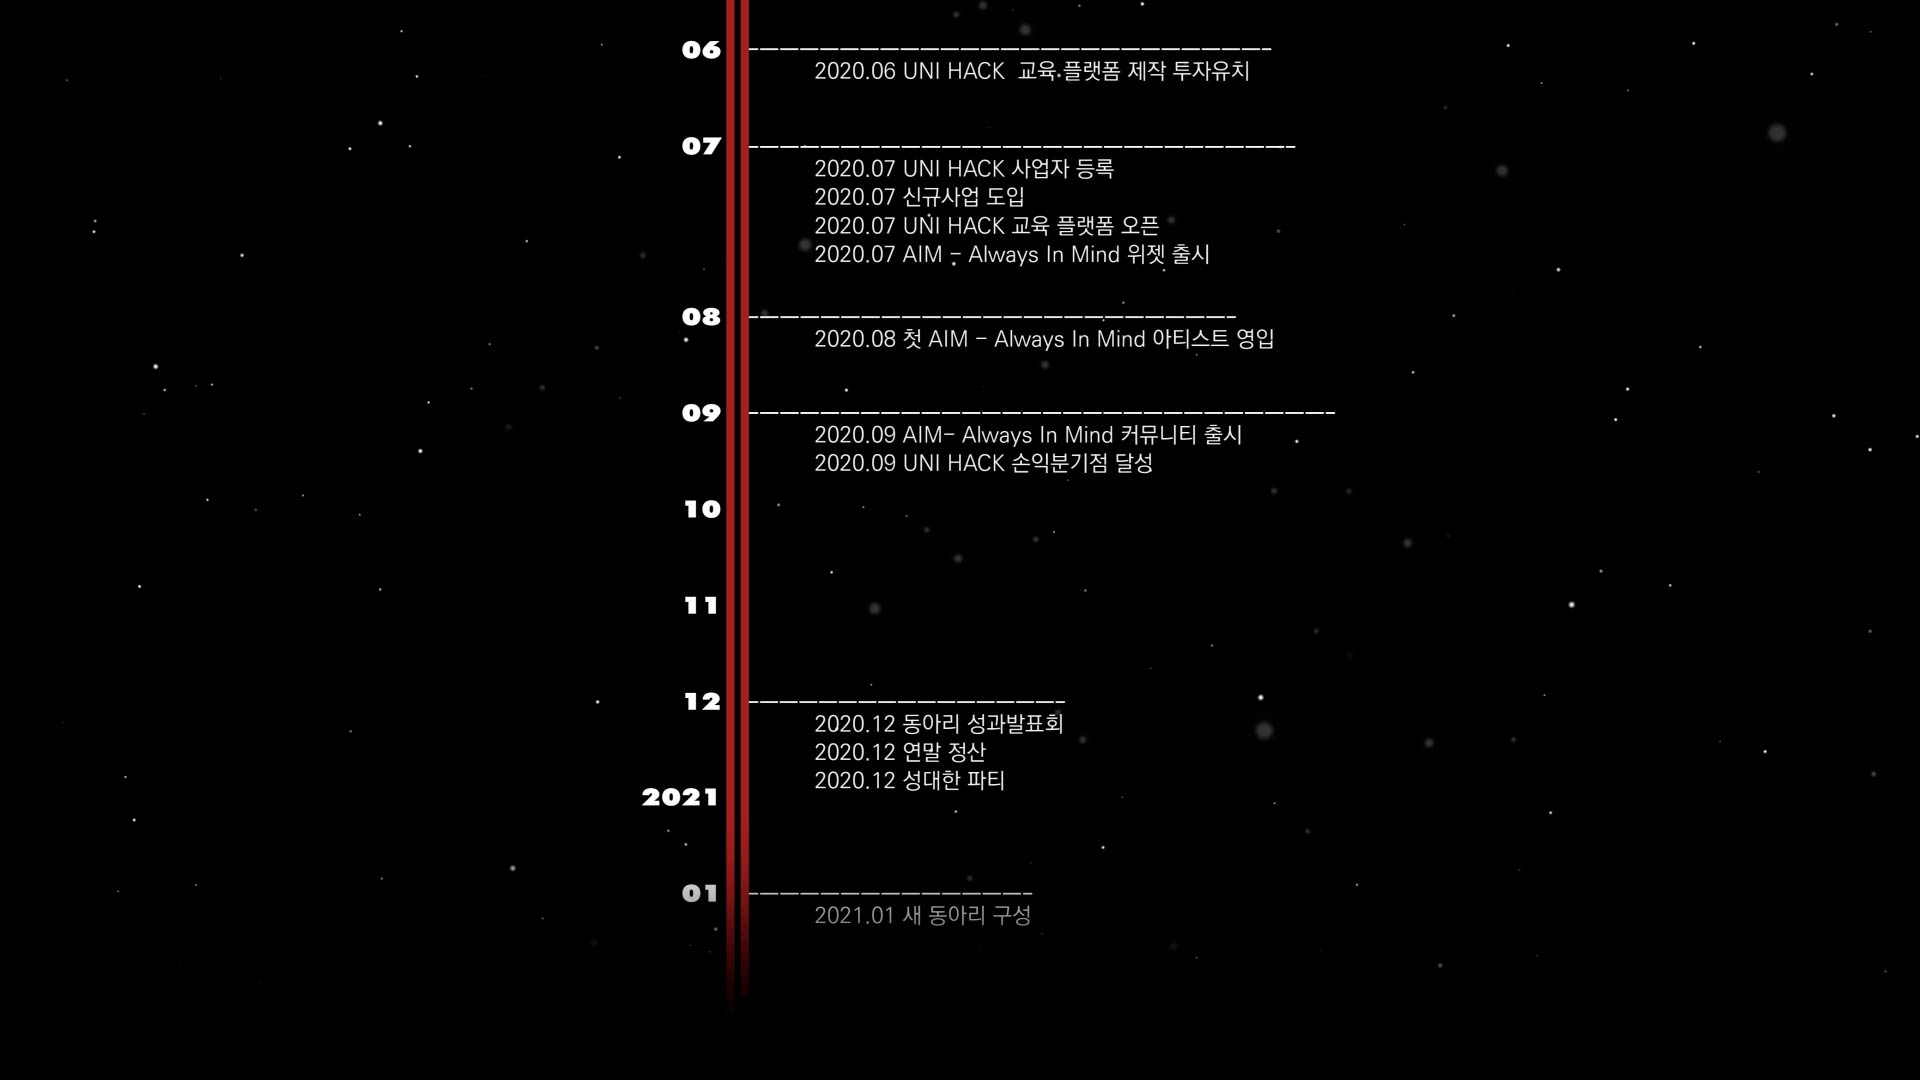 06
2020.06 UNI HACK 교육 플랫폼 제작 투자유치
07
2020.07 UNI HACK 사업자 등록
2020.07 신규사업 도입
2020.07 UNI HACK 교육 플랫폼 오픈
2020.07 AIM - Always In Mind 위젯 출시
08
2020.08 첫 AIM - Always In Mind 아티스트 영입
09
2020.09 AIM- Always In Mind 커뮤니티 출시
2020.09 UNI HACK 손익분기점 달성
10
11
12
2020.12 동아리 성과발표회
2020.12 연말 정산
2020.12 성대한 파티
2021
01
2021.01 새 동아리 구성